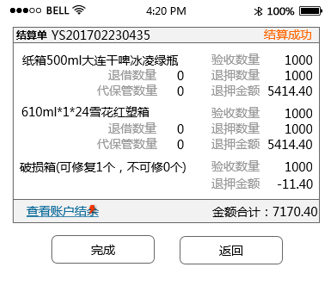 BELL 4:20 PM 100%
结算单 YS201702230435 结算成功
纸箱500ml大连干啤冰凌绿瓶 验收数量 1000
退借数量 0 退押数量 1000
代保管数量 0 退押金额 5414.40
610ml*1*24雪花红塑箱 验收数量 1000
退借数量 0 退押数量 1000
代保管数量 0 退押金额 5414.40
破损箱(可修复1个，不可修0个) 验收数量 1000
退押金额 -11.40
查看账户结余 金额合计：7170.40
完成 返回